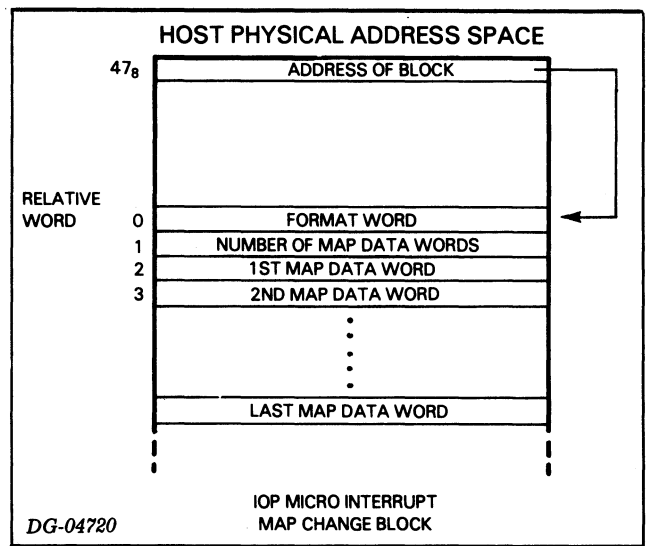 HOST PHYSICAL ADDRESS SPACE
47₈ ADDRESS OF BLOCK
RELATIVE
WORD 0 FORMAT WORD
1 NUMBER OF MAP DATA WORDS
2 1ST MAP DATA WORD
3 2ND MAP DATA WORD
LAST MAP DATA WORD
IOP MICRO INTERRUPT
MAP CHANGE BLOCK
DG-04720